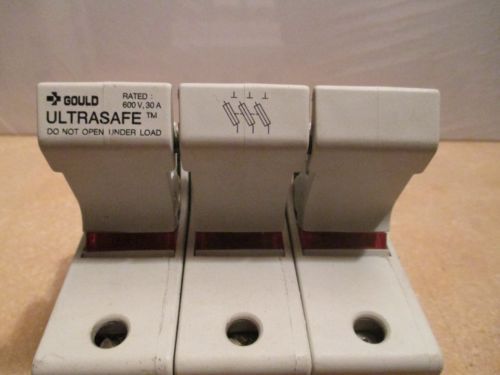 GOULD
RATED :
600 V, 30 A
ULTRASAFE ™
DO NOT OPEN UNDER LOAD